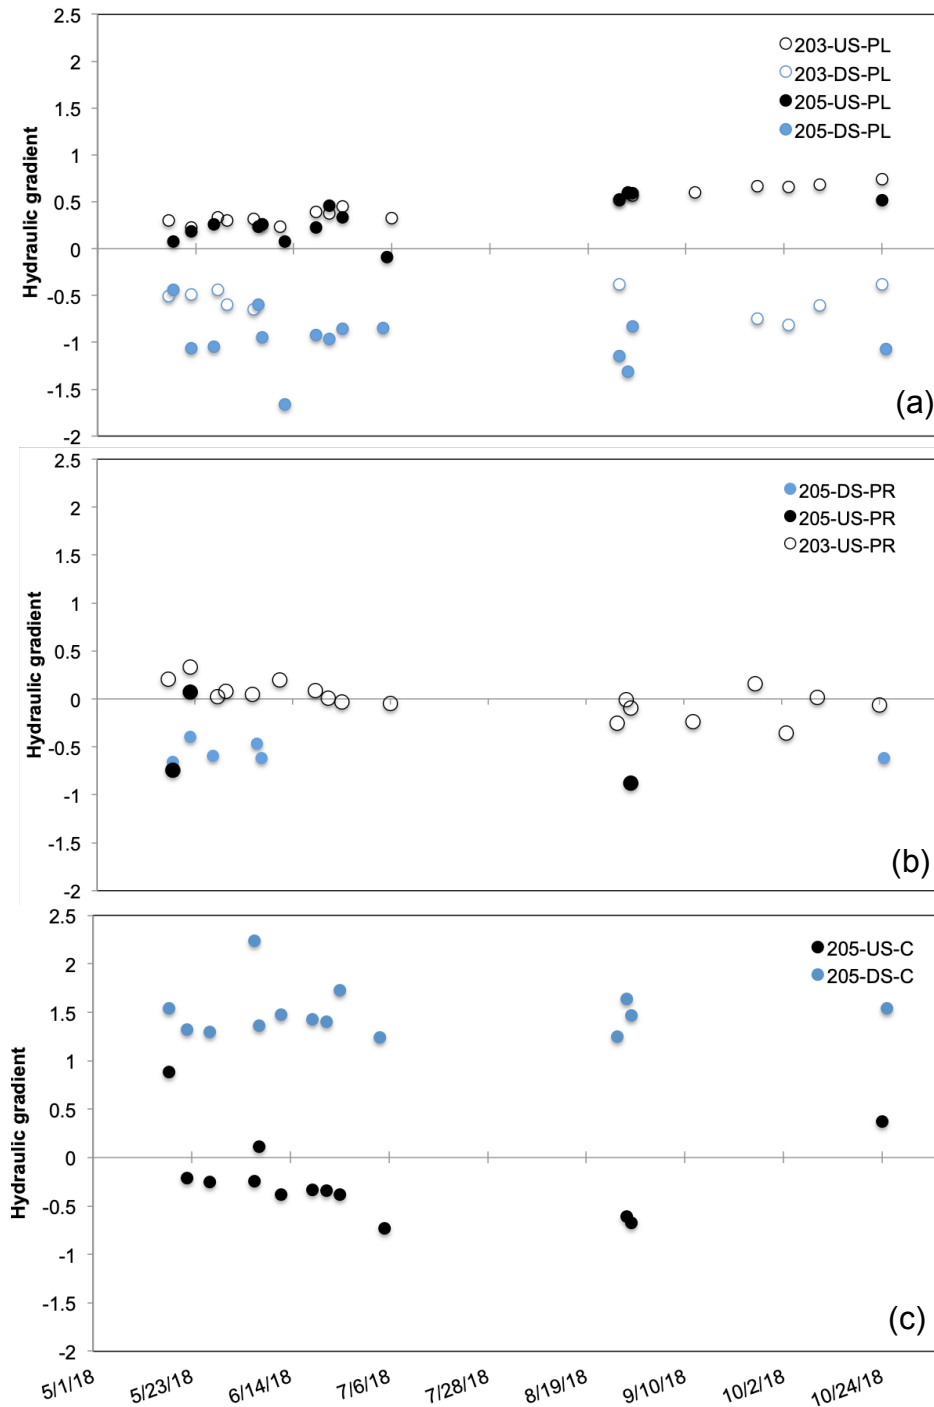 2.5
2
1.5
1
0.5
0
-0.5
-1
-1.5
-2
Hydraulic gradient
203-US-PL
203-DS-PL
205-US-PL
205-DS-PL
(a)
2.5
2
1.5
1
0.5
0
-0.5
-1
-1.5
-2
Hydraulic gradient
205-DS-PR
205-US-PR
203-US-PR
(b)
2.5
2
1.5
1
0.5
0
-0.5
-1
-1.5
-2
Hydraulic gradient
205-US-C
205-DS-C
(c)
5/1/18 5/23/18 6/14/18 7/6/18 7/28/18 8/19/18 9/10/18 10/2/18 10/24/18